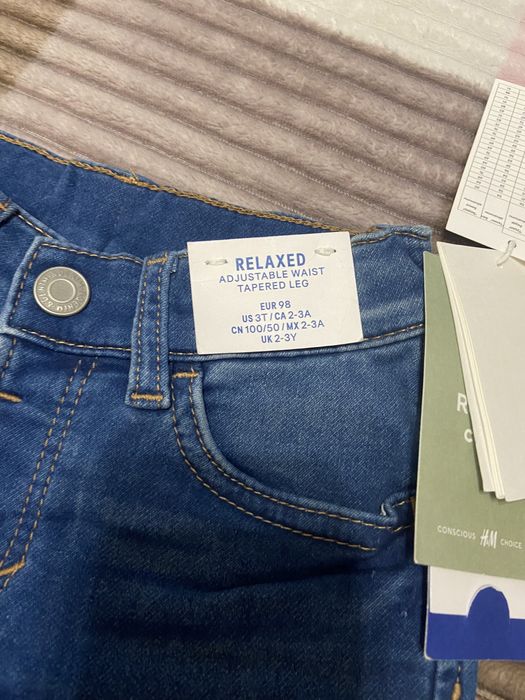 RELAXED
ADJUSTABLE WAIST
TAPERED LEG
EUR 98
US 3T / CA 2-3A
CN 100/50 / MX 2-3A
UK 2-3Y
CONSCIOUS H&M CHOICE